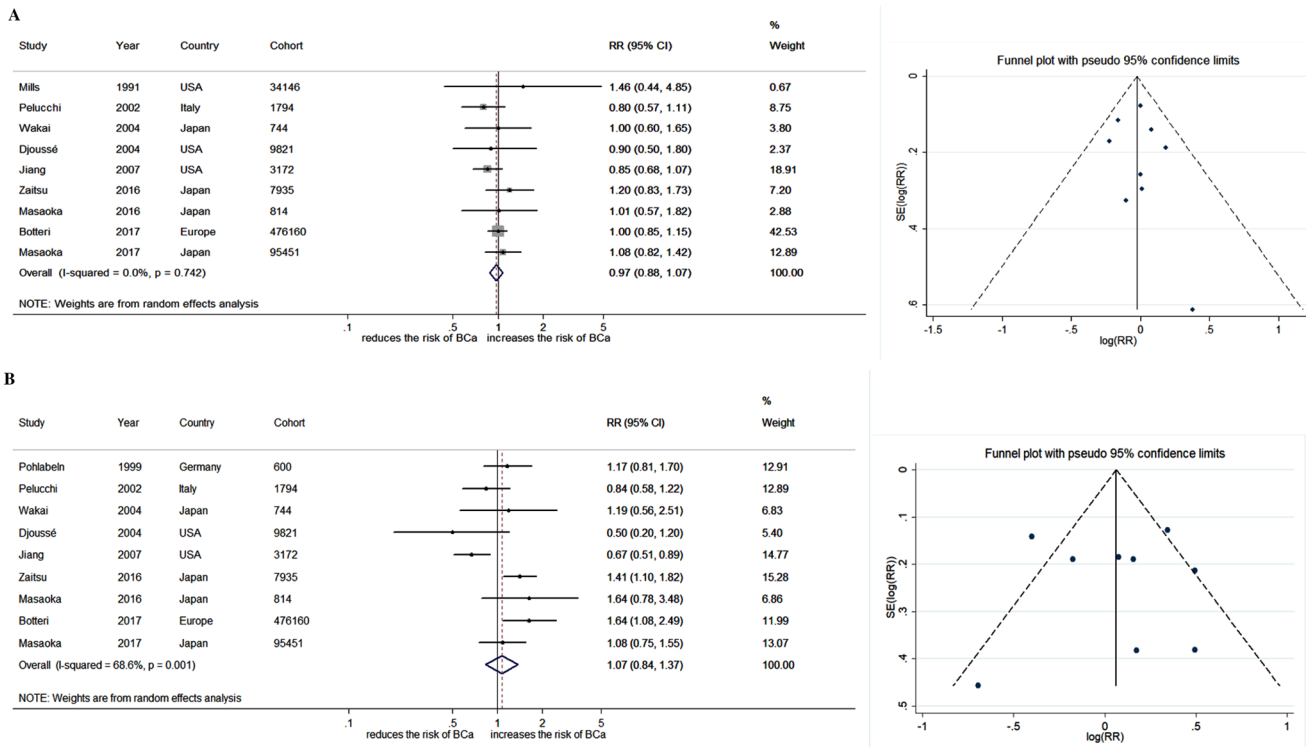 A
%
Study Year Country Cohort RR (95% CI) Weight
Mills 1991 USA 34146 1.46 (0.44, 4.85) 0.67
Pelucchi 2002 Italy 1794 0.80 (0.57, 1.11) 8.75
Wakai 2004 Japan 744 1.00 (0.60, 1.65) 3.80
Djoussé 2004 USA 9821 0.90 (0.50, 1.80) 2.37
Jiang 2007 USA 3172 0.85 (0.68, 1.07) 18.91
Zaitsu 2016 Japan 7935 1.20 (0.83, 1.73) 7.20
Masaoka 2016 Japan 814 1.01 (0.57, 1.82) 2.88
Botteri 2017 Europe 476160 1.00 (0.85, 1.15) 42.53
Masaoka 2017 Japan 95451 1.08 (0.82, 1.42) 12.89
Overall (I-squared = 0.0%, p = 0.742) 0.97 (0.88, 1.07) 100.00
NOTE: Weights are from random effects analysis
.1 .5 1 2 5
reduces the risk of BCa increases the risk of BCa
Funnel plot with pseudo 95% confidence limits
SE(log(RR))
0
.2
.4
.6
-1.5 -1 -.5 0 .5 1
log(RR)
B
%
Study Year Country Cohort RR (95% CI) Weight
Pohlabeln 1999 Germany 600 1.17 (0.81, 1.70) 12.91
Pelucchi 2002 Italy 1794 0.84 (0.58, 1.22) 12.89
Wakai 2004 Japan 744 1.19 (0.56, 2.51) 6.83
Djoussé 2004 USA 9821 0.50 (0.20, 1.20) 5.40
Jiang 2007 USA 3172 0.67 (0.51, 0.89) 14.77
Zaitsu 2016 Japan 7935 1.41 (1.10, 1.82) 15.28
Masaoka 2016 Japan 814 1.64 (0.78, 3.48) 6.86
Botteri 2017 Europe 476160 1.64 (1.08, 2.49) 11.99
Masaoka 2017 Japan 95451 1.08 (0.75, 1.55) 13.07
Overall (I-squared = 68.6%, p = 0.001) 1.07 (0.84, 1.37) 100.00
NOTE: Weights are from random effects analysis
.1 .5 1 2 5
reduces the risk of BCa increases the risk of BCa
Funnel plot with pseudo 95% confidence limits
SE(log(RR))
0
.1
.2
.3
.4
.5
-1 -.5 0 .5 1
log(RR)